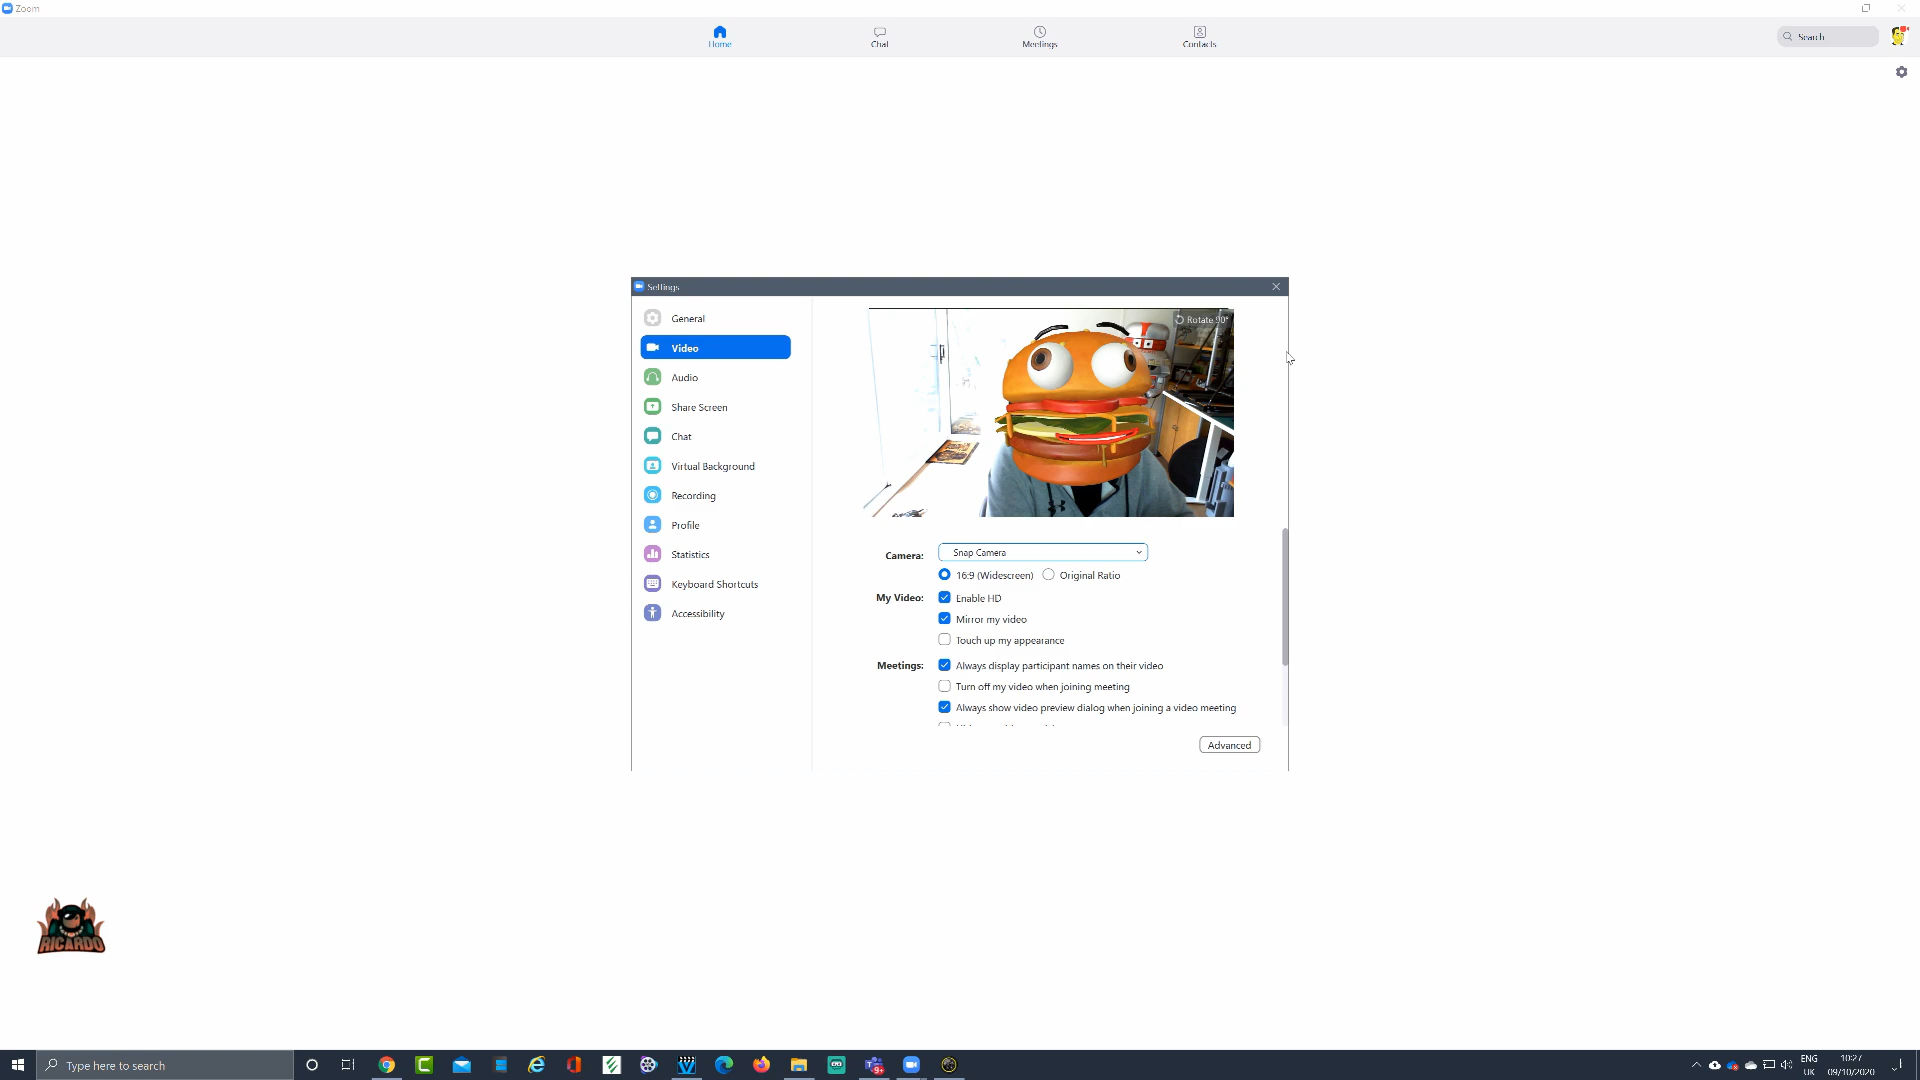 Zoom
Home
Chat
Meetings
Contacts
Search
Settings
General
Video
Audio
Share Screen
Chat
Virtual Background
Recording
Profile
Statistics
Keyboard Shortcuts
Accessibility
Rotate 90°
Camera:
Snap Camera
16:9 (Widescreen)
Original Ratio
My Video:
Enable HD
Mirror my video
Touch up my appearance
Meetings:
Always display participant names on their video
Turn off my video when joining meeting
Always show video preview dialog when joining a video meeting
Advanced
RICARDO
Type here to search
9+
ENG
UK
10:27
09/10/2020